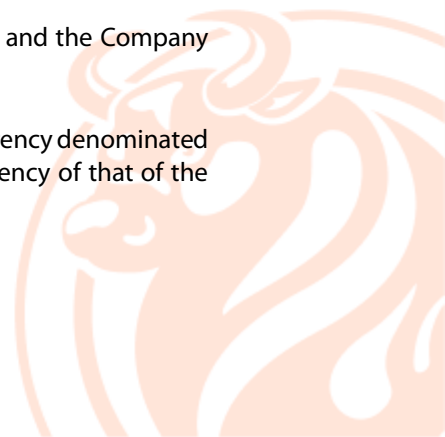 and the Company
ency denominated
ency of that of the